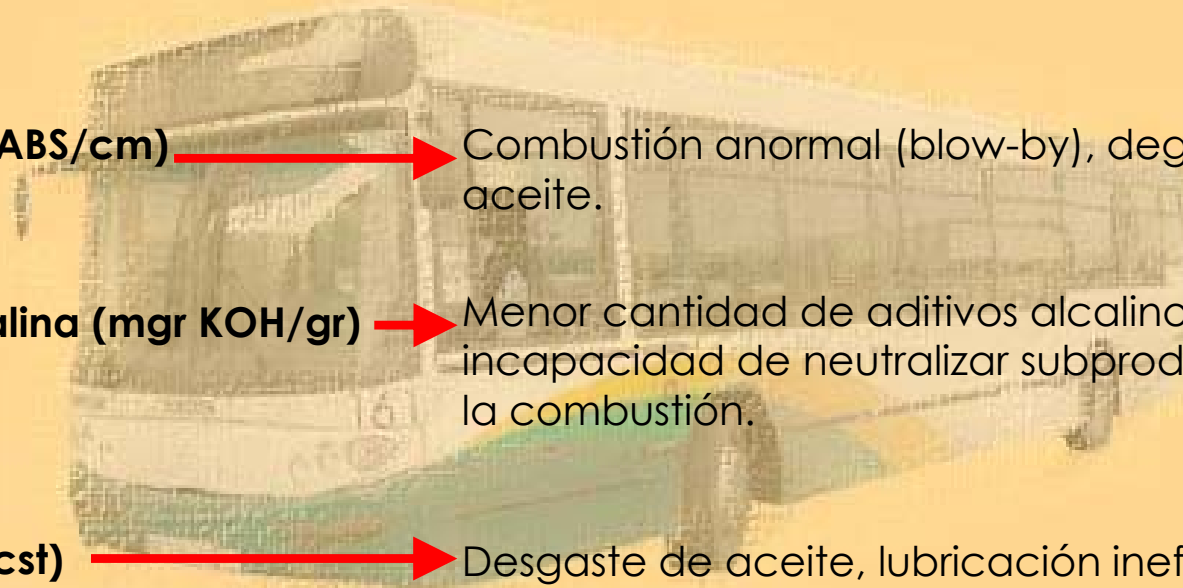 ABS/cm) Combustión anormal (blow-by), deg
aceite.
alina (mgr KOH/gr) Menor cantidad de aditivos alcalino
incapacidad de neutralizar subprod
la combustión.
cst) Desgaste de aceite, lubricación inef